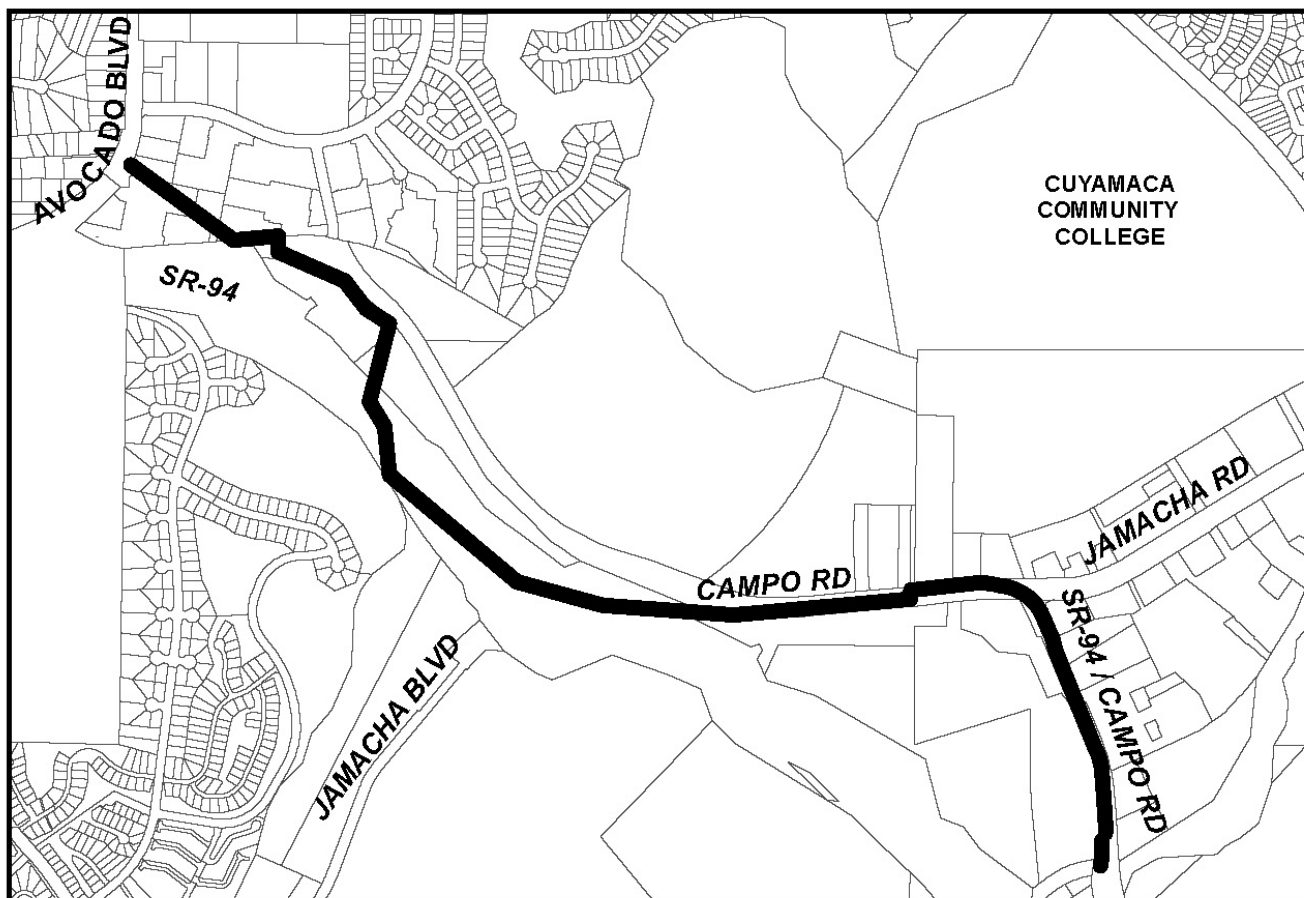 AVOCADO BLVD
CUYAMACA
COMMUNITY
COLLEGE
SR-94
JAMACHA RD
CAMPO RD
SR-94 / CAMPO RD
JAMACHA BLVD